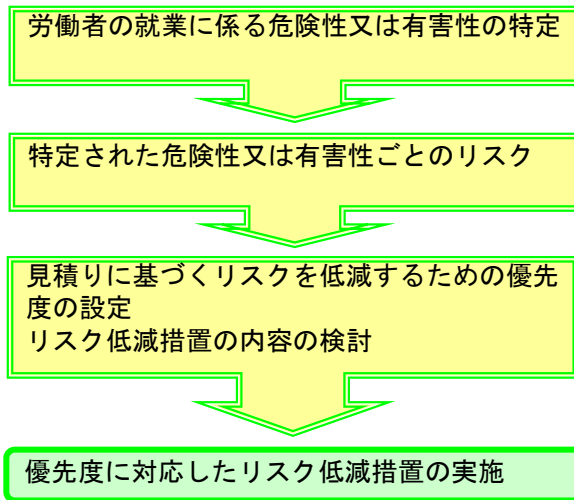 労働者の就業に係る危険性又は有害性の特定
特定された危険性又は有害性ごとのリスク
見積りに基づくリスクを低減するための優先
度の設定
リスク低減措置の内容の検討
優先度に対応したリスク低減措置の実施